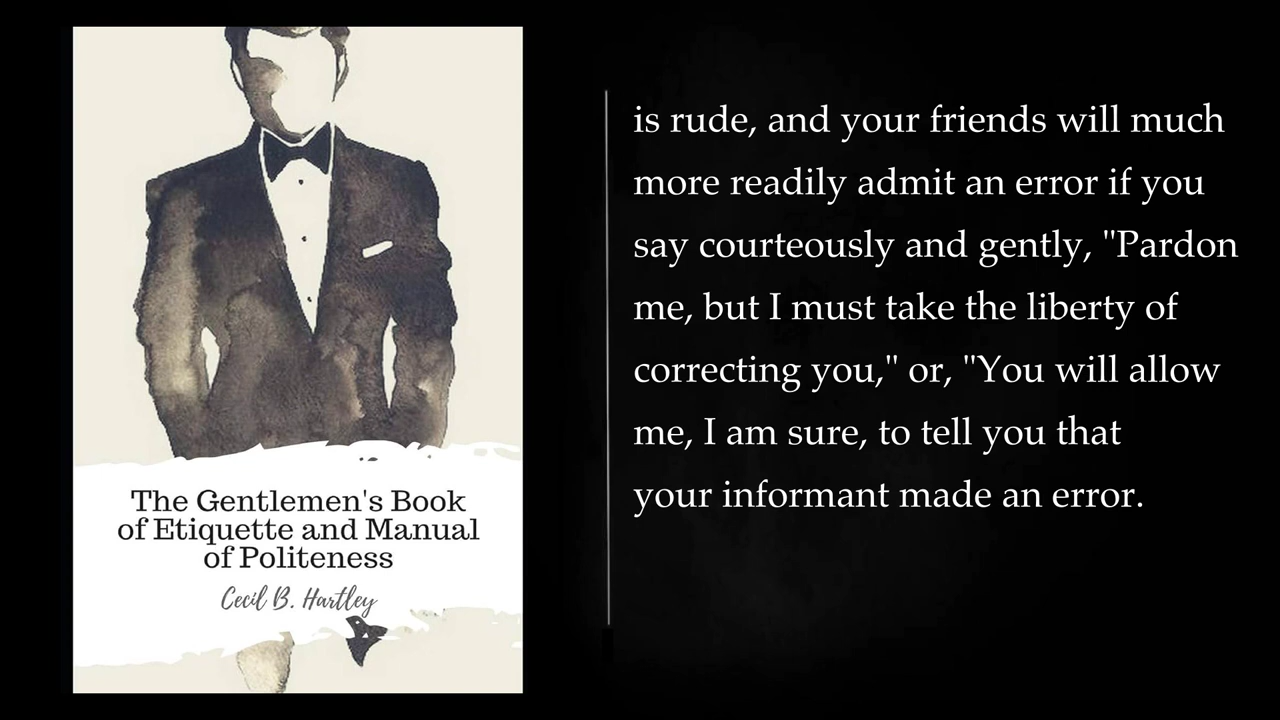 The Gentlemen's Book
of Etiquette and Manual
of Politeness
Cecil B. Hartley
is rude, and your friends will much
more readily admit an error if you
say courteously and gently, "Pardon
me, but I must take the liberty of
correcting you," or, "You will allow
me, I am sure, to tell you that
your informant made an error.